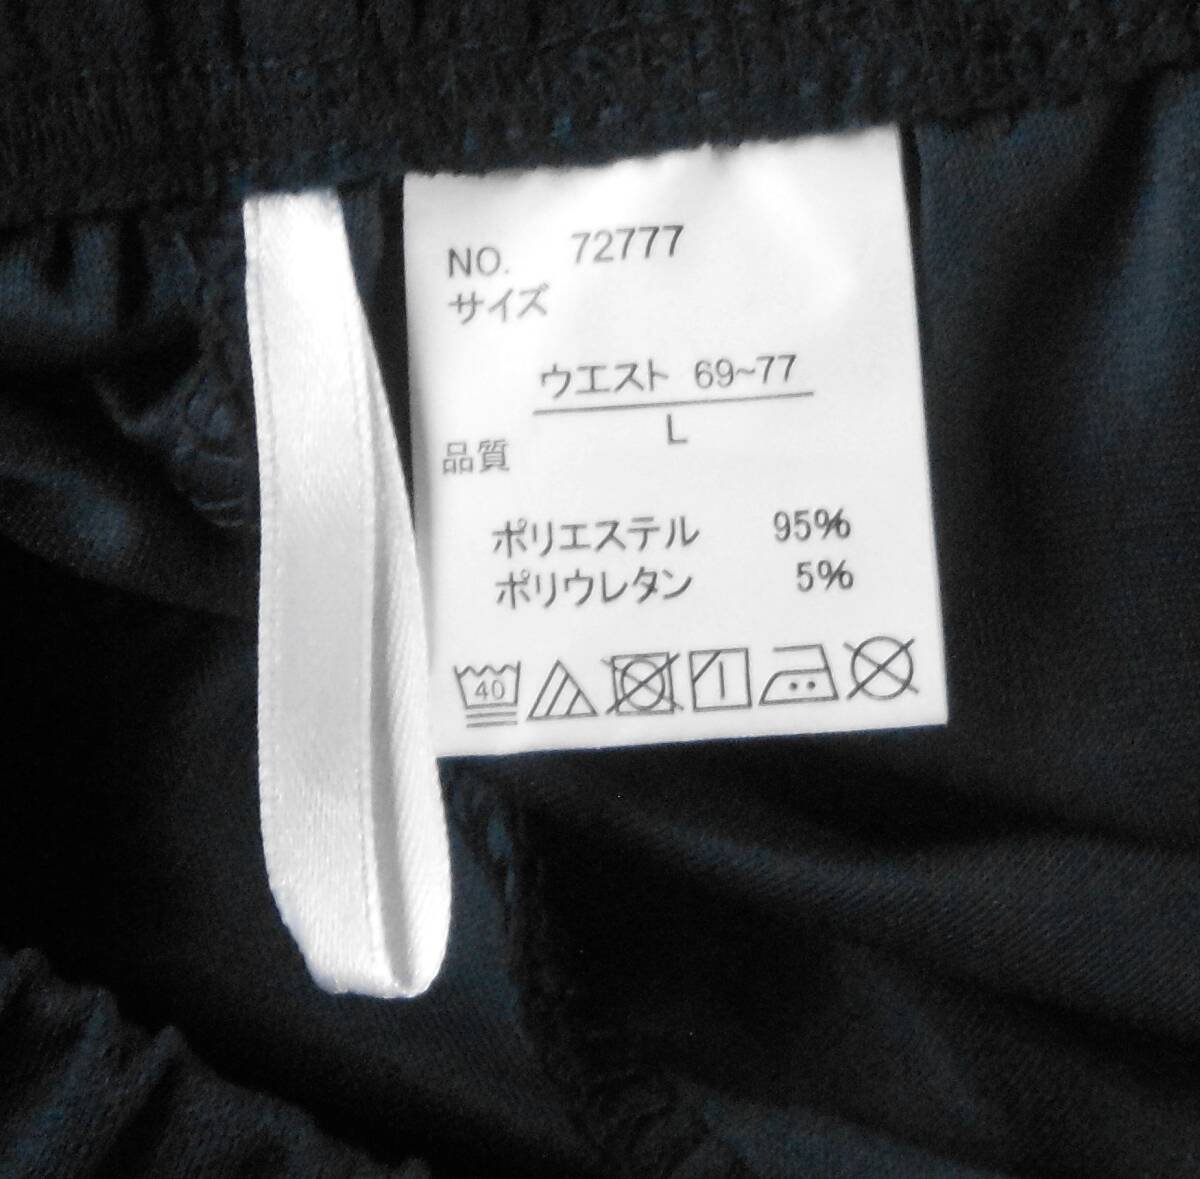 NO. 72777
サイズ
ウエスト 69~77
L
品質
ポリエステル 95%
ポリウレタン 5%
40